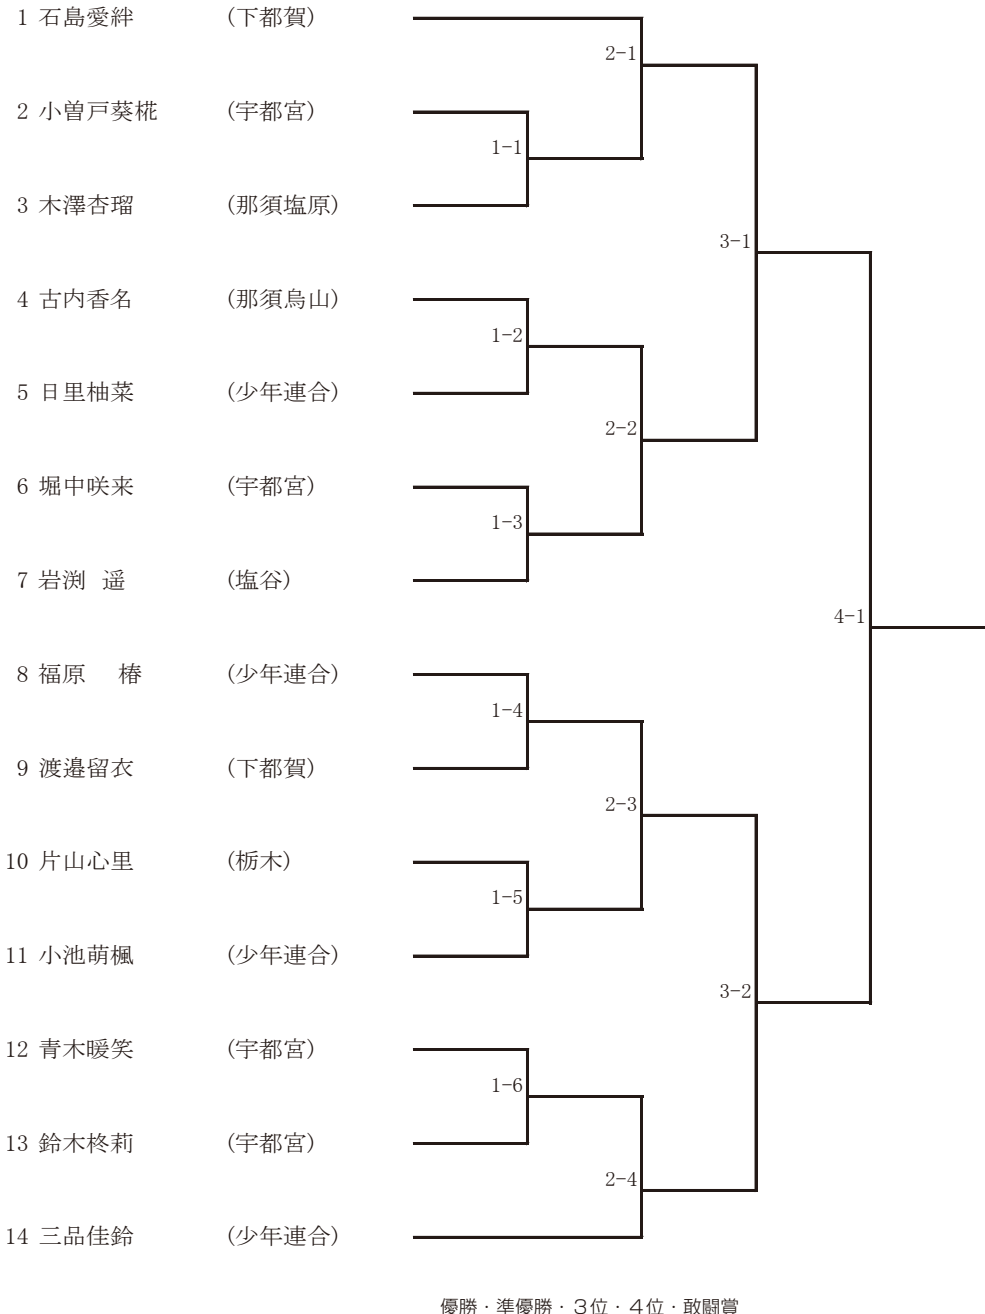 1 石島愛絆 (下都賀)
2-1
2 小曽戸葵椛 (宇都宮)
1-1
3 木澤杏瑠 (那須塩原)
3-1
4 古内香名 (那須烏山)
1-2
5 日里柚菜 (少年連合)
2-2
6 堀中咲来 (宇都宮)
1-3
7 岩渕 遥 (塩谷)
4-1
8 福原 椿 (少年連合)
1-4
9 渡邉留衣 (下都賀)
2-3
10 片山心里 (栃木)
1-5
11 小池萌楓 (少年連合)
3-2
12 青木暖笑 (宇都宮)
1-6
13 鈴木柊莉 (宇都宮)
2-4
14 三品佳鈴 (少年連合)
優勝・準優勝・3位・4位・敢闘賞